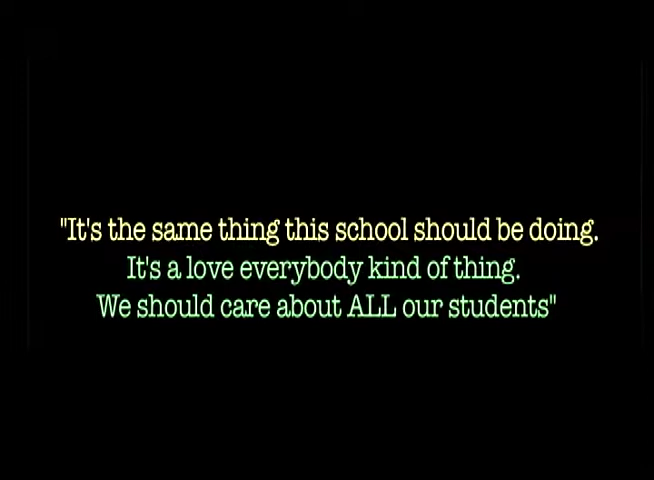 "It's the same thing this school should be doing.
It's a love everybody kind of thing.
We should care about ALL our students"